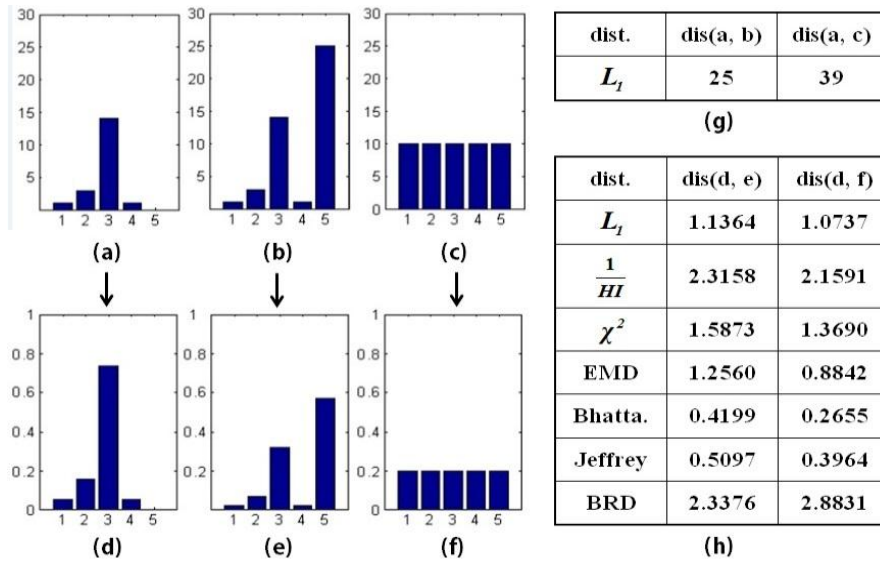 30 25 20 15 10 5
1 2 3 4 5
(a)
30 25 20 15 10 5
1 2 3 4 5
(b)
30 25 20 15 10 5 0
1 2 3 4 5
(c)
1 0.8 0.6 0.4 0.2 0
1 2 3 4 5
(d)
1 0.8 0.6 0.4 0.2
1 2 3 4 5
(e)
1 0.8 0.6 0.4 0.2 0
1 2 3 4 5
(f)
dist. dis(a, b) dis(a, c)
L₁ 25 39
(g)
dist. dis(d, e) dis(d, f)
L₁ 1.1364 1.0737
1/HI 2.3158 2.1591
χ² 1.5873 1.3690
EMD 1.2560 0.8842
Bhatta. 0.4199 0.2655
Jeffrey 0.5097 0.3964
BRD 2.3376 2.8831
(h)